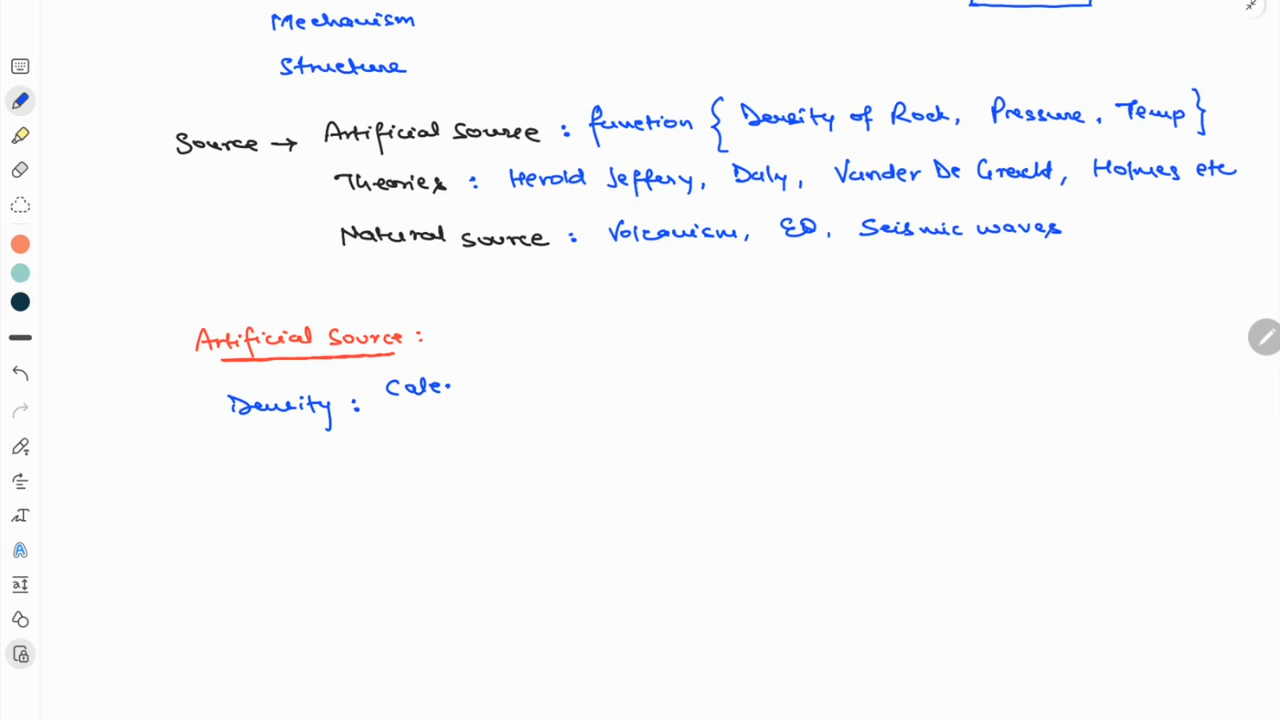 Mechanism
Structure
Source → Artificial source : function { Density of Rock, Pressure, Temp }
Theories : Herold Jeffery, Daly, Vander De Gracht, Holmes etc
Natural source : Volcanism, EQ, Seismic waves
Artificial Source :
Density : Calc.